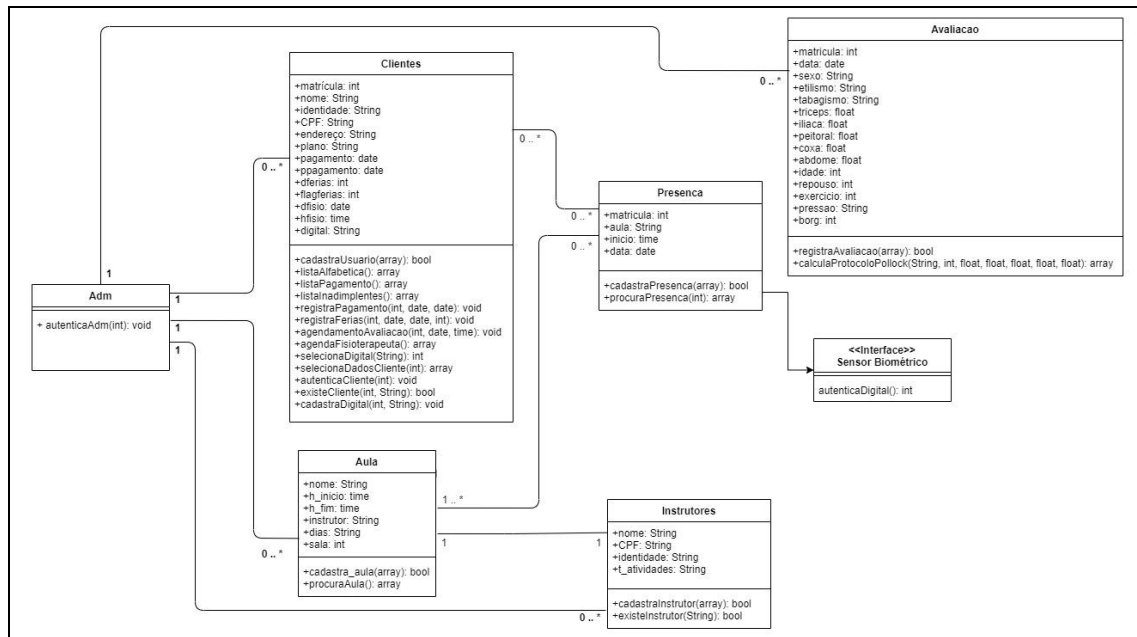 Avaliacao
+matricula: int
+data: date
+sexo: String
+etilismo: String
+tabagismo: String
+triceps: float
+iliaca: float
+peitoral: float
+coxa: float
+abdome: float
+idade: int
+repouso: int
+exercicio: int
+pressao: String
+borg: int
+registraAvaliacao(array): bool
+calculaProtocoloPollock(String, int, float, float, float, float, float): array
0 .. *
Clientes
+matrícula: int
+nome: String
+identidade: String
+CPF: String
+endereço: String
+plano: String
+pagamento: date
+ppagamento: date
+dferias: int
+flagferias: int
+dfisio: date
+hfisio: time
+digital: String
+cadastraUsuario(array): bool
+listaAlfabetica(): array
+listaPagamento(): array
+listaInadimplentes(): array
+registraPagamento(int, date, date): void
+registraFerias(int, date, date, int): void
+agendamentoAvaliacao(int, date, time): void
+agendaFisioterapeuta(): array
+selecionaDigital(String): int
+selecionaDadosCliente(int): array
+autenticaCliente(int): void
+existeCliente(int, String): bool
+cadastraDigital(int, String): void
0 .. *
0 .. *
Presenca
+matricula: int
+aula: String
+inicio: time
+data: date
+cadastraPresenca(array): bool
+procuraPresenca(int): array
0 .. *
0 .. *
1
Adm
+ autenticaAdm(int): void
1
1
1
<<Interface>>
Sensor Biométrico
autenticaDigital(): int
Aula
+nome: String
+h_inicio: time
+h_fim: time
+instrutor: String
+dias: String
+sala: int
+cadastra_aula(array): bool
+procuraAula(): array
1 .. *
1
1
0 .. *
Instrutores
+nome: String
+CPF: String
+identidade: String
+t_atividades: String
+cadastraInstrutor(array): bool
+existeInstrutor(String): bool
0 .. *